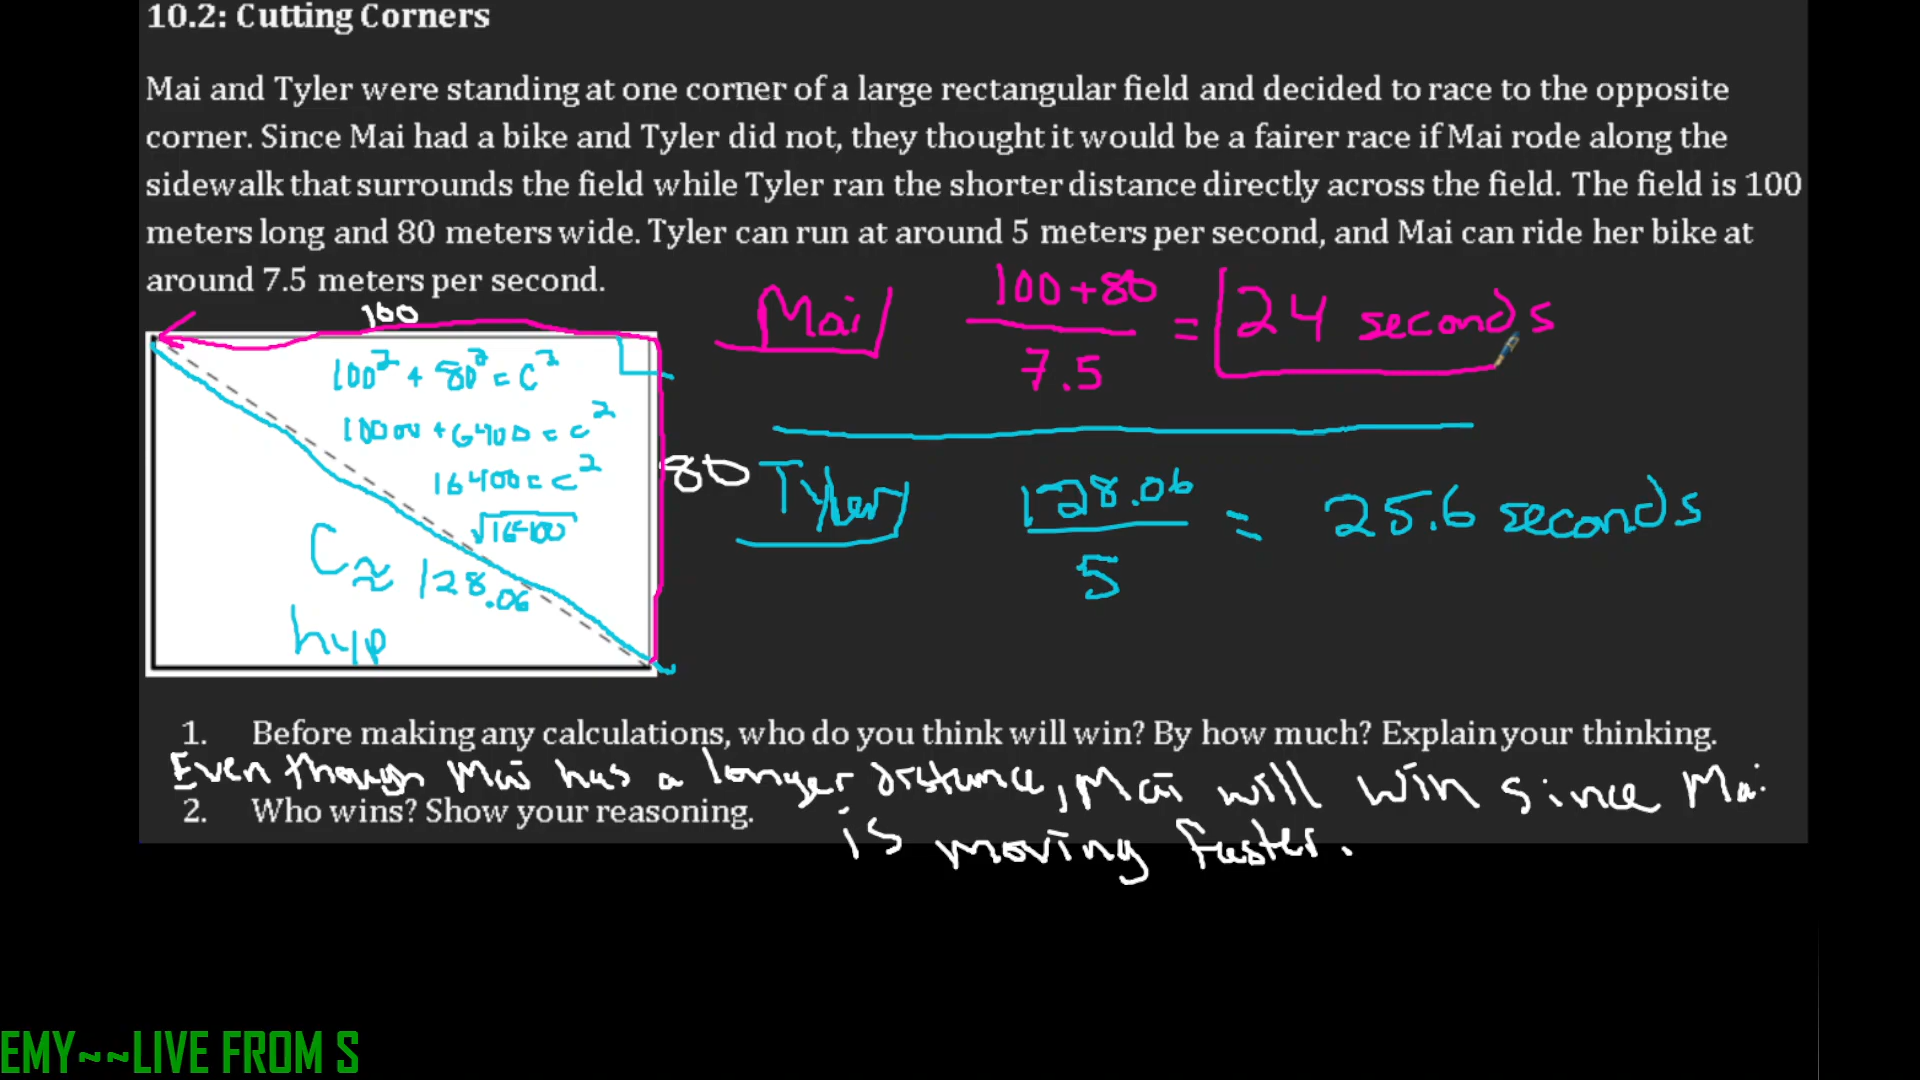 10.2: Cutting Corners
Mai and Tyler were standing at one corner of a large rectangular field and decided to race to the opposite
corner. Since Mai had a bike and Tyler did not, they thought it would be a fairer race if Mai rode along the
sidewalk that surrounds the field while Tyler ran the shorter distance directly across the field. The field is 100
meters long and 80 meters wide. Tyler can run at around 5 meters per second, and Mai can ride her bike at
around 7.5 meters per second.
100
100² + 80² = C²
10000 + 6400 = c²
16400 = c²
√16400
C ≈ 128.06
hyp
80
Mai
100+80
7.5
= 24 seconds
Tyler
128.06
5
= 25.6 seconds
1. Before making any calculations, who do you think will win? By how much? Explain your thinking.
Even though Mai has a longer distance, Mai will win since Mai
is moving faster.
2. Who wins? Show your reasoning.
EMY~~LIVE FROM S